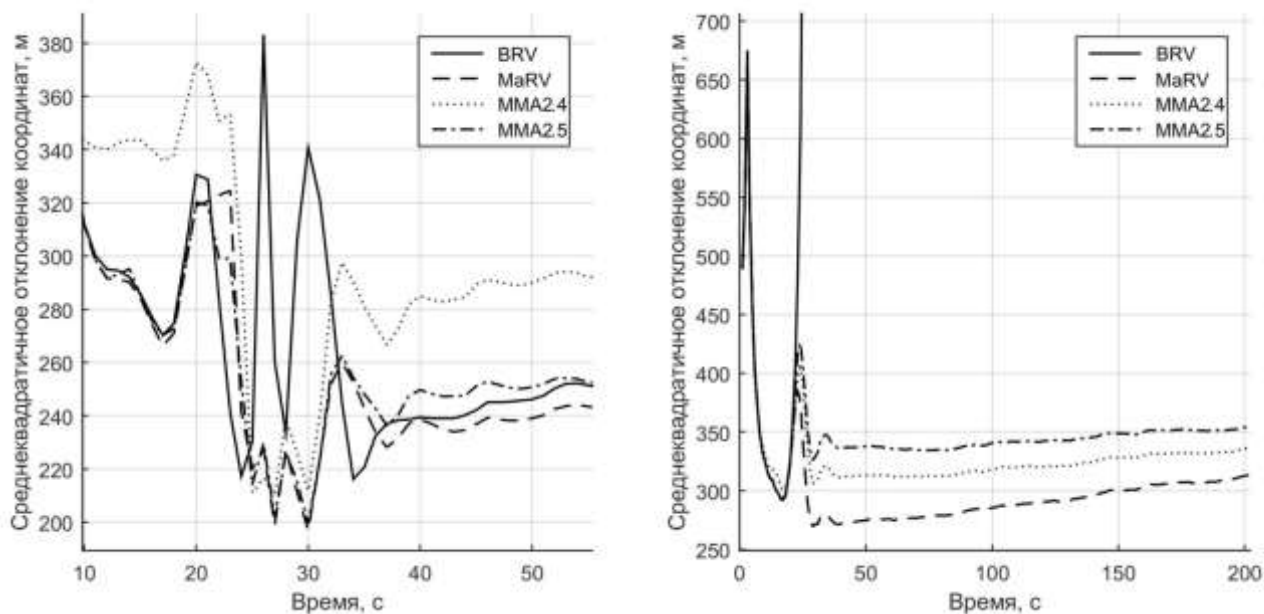 Среднеквадратичное отклонение координат, м
380
360
340
320
300
280
260
240
220
200
10
20
30
40
50
Время, с
BRV
MaRV
MMA2.4
MMA2.5
Среднеквадратичное отклонение координат, м
700
650
600
550
500
450
400
350
300
250
0
50
100
150
200
Время, с
BRV
MaRV
MMA2.4
MMA2.5